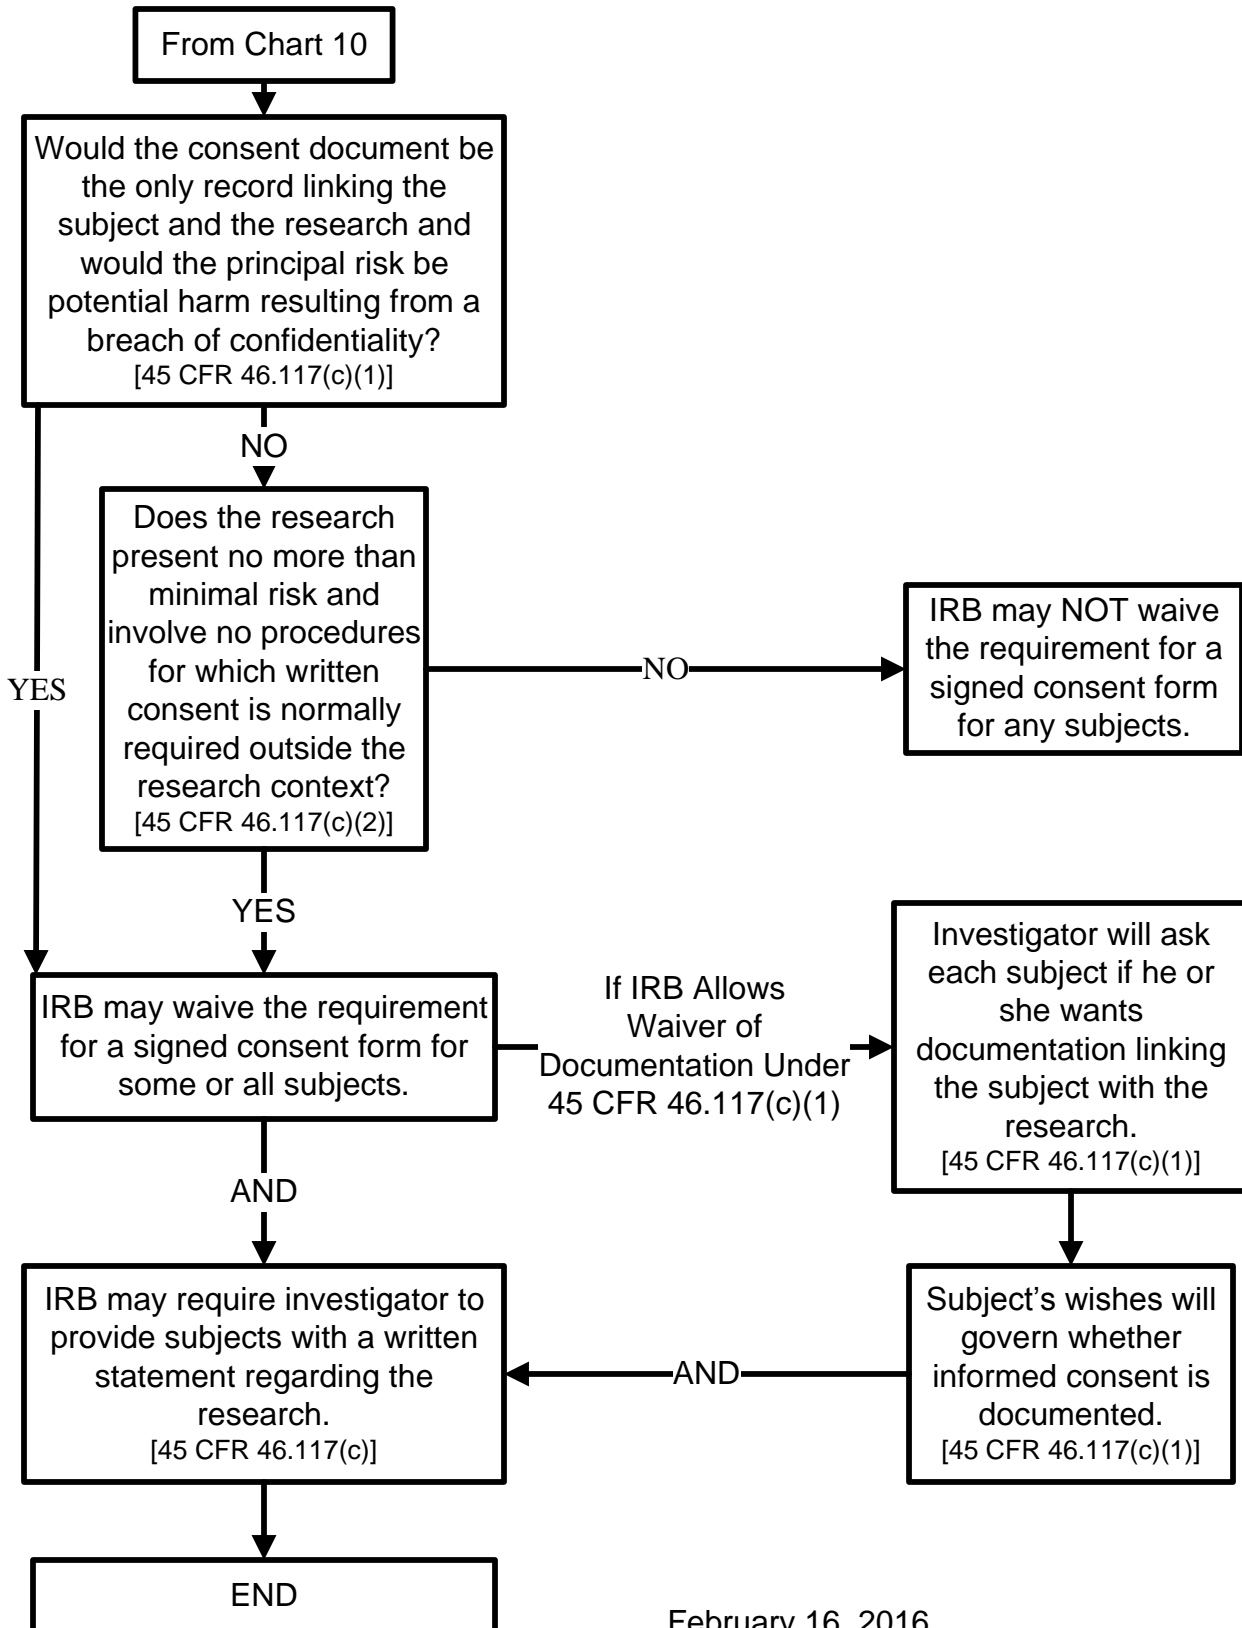 From Chart 10
Would the consent document be
the only record linking the
subject and the research and
would the principal risk be
potential harm resulting from a
breach of confidentiality?
[45 CFR 46.117(c)(1)]
NO
Does the research
present no more than
minimal risk and
involve no procedures
for which written
consent is normally
required outside the
research context?
[45 CFR 46.117(c)(2)]
NO
IRB may NOT waive
the requirement for a
signed consent form
for any subjects.
YES
YES
IRB may waive the requirement
for a signed consent form for
some or all subjects.
If IRB Allows
Waiver of
Documentation Under
45 CFR 46.117(c)(1)
Investigator will ask
each subject if he or
she wants
documentation linking
the subject with the
research.
[45 CFR 46.117(c)(1)]
AND
IRB may require investigator to
provide subjects with a written
statement regarding the
research.
[45 CFR 46.117(c)]
AND
Subject's wishes will
govern whether
informed consent is
documented.
[45 CFR 46.117(c)(1)]
END
February 16, 2016